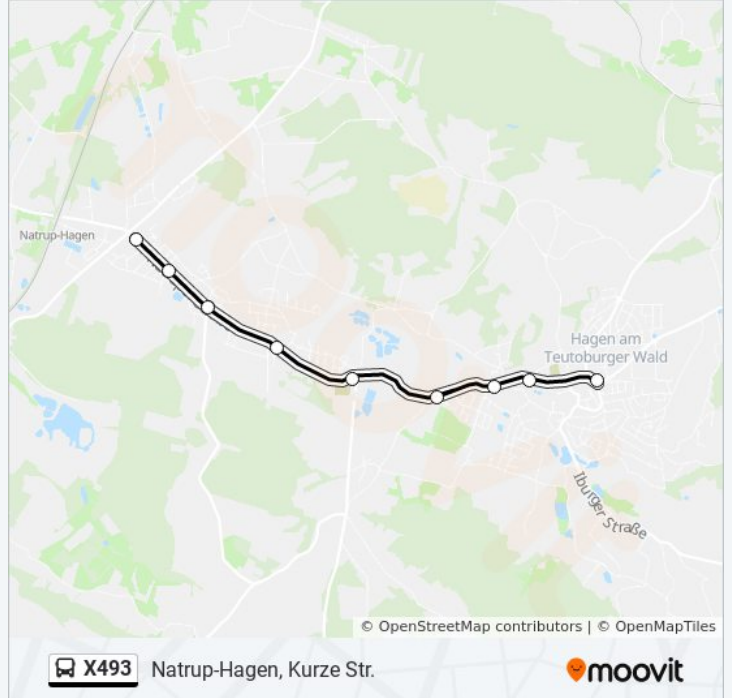 Natrup-Hagen
Hagen am
Teutoburger Wald
Iburger Straße
© OpenStreetMap contributors | © OpenMapTiles
X493
Natrup-Hagen, Kurze Str.
moovit